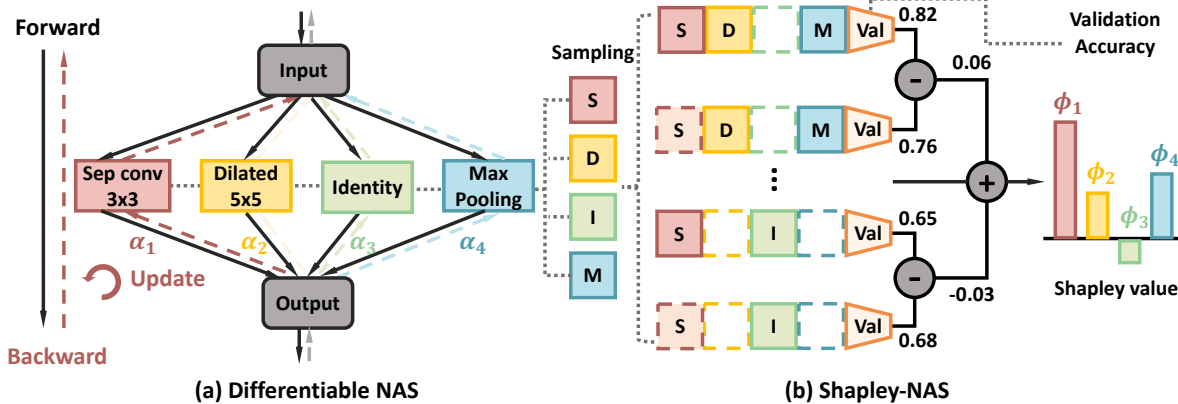 Forward
Input
Sep conv
3x3
Dilated
5x5
Identity
Max
Pooling
α₁
α₂
α₃
α₄
Update
Output
Backward
(a) Differentiable NAS
Sampling
S
D
I
M
S D M Val
0.82
Validation
Accuracy
-
0.06
S D M Val
0.76
...
+
S I Val
0.65
-
-0.03
S I Val
0.68
ϕ₁
ϕ₂
ϕ₃
ϕ₄
Shapley value
(b) Shapley-NAS